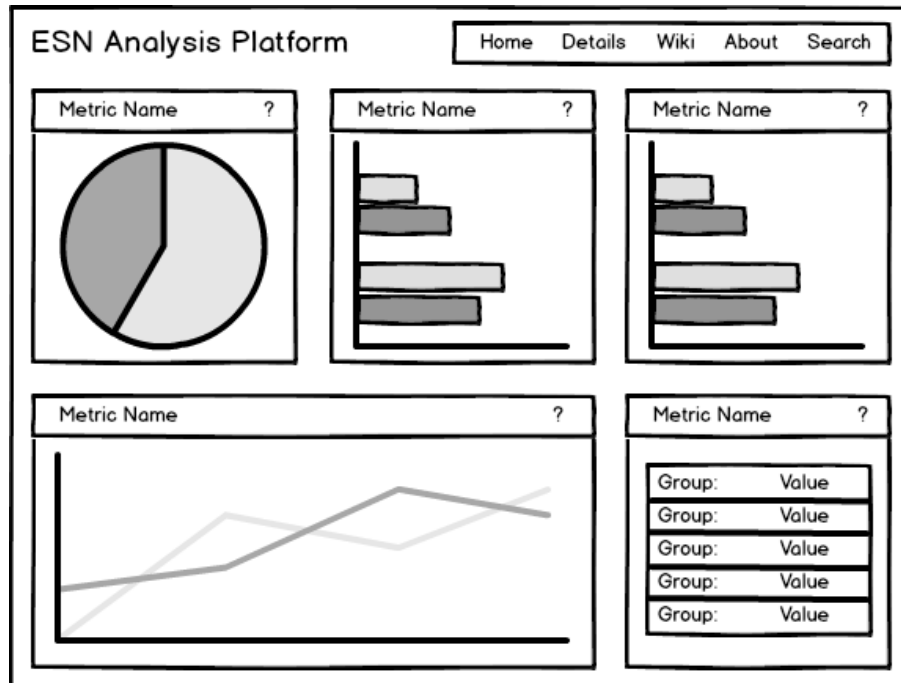 ESN Analysis Platform
Home Details Wiki About Search
Metric Name ?
Metric Name ?
Metric Name ?
Metric Name ?
Metric Name ?
Group: Value
Group: Value
Group: Value
Group: Value
Group: Value